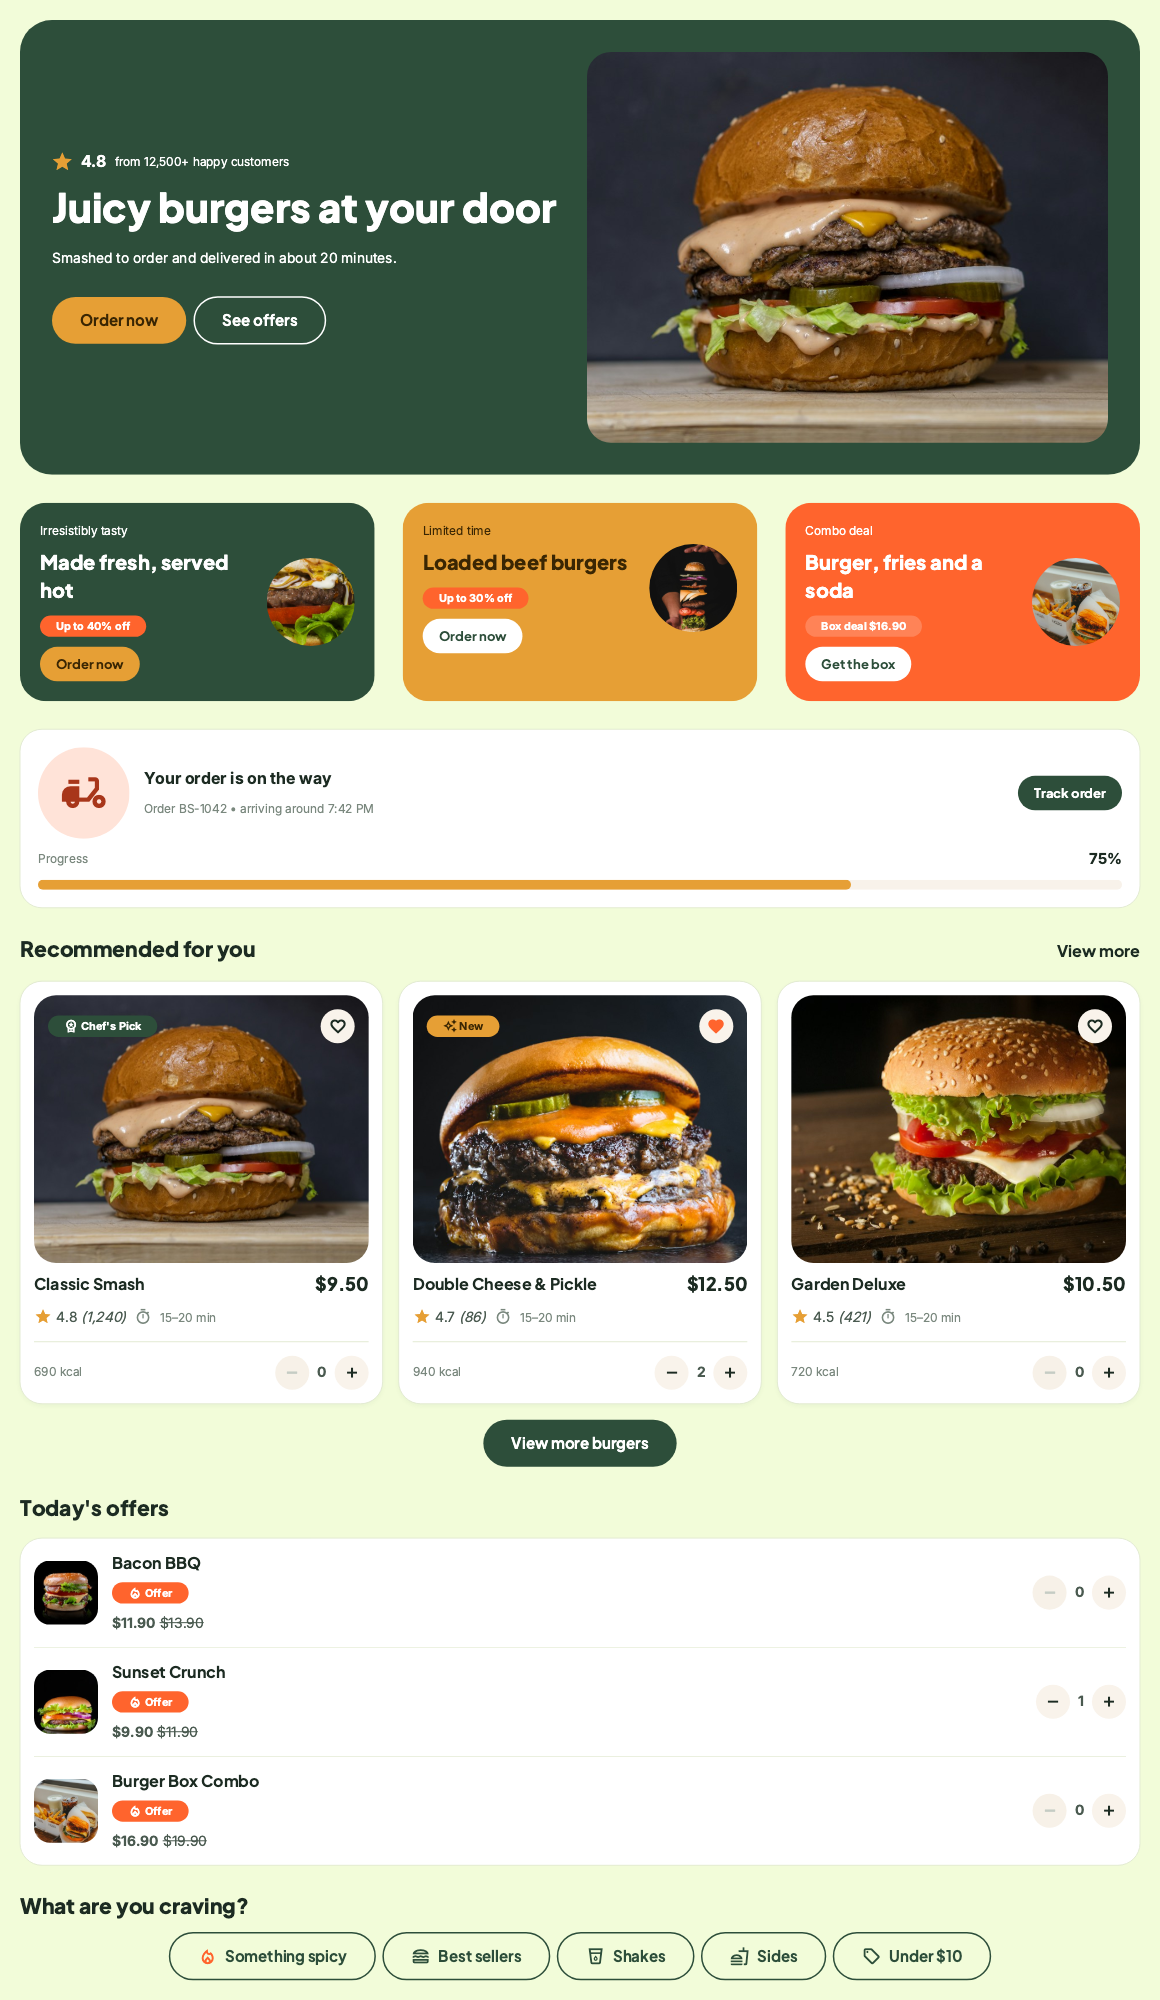 4.8 from 12,500+ happy customers
Juicy burgers at your door
Smashed to order and delivered in about 20 minutes.
Order now
See offers
Irresistibly tasty
Made fresh, served
hot
Up to 40% off
Order now
Limited time
Loaded beef burgers
Up to 30% off
Order now
Combo deal
Burger, fries and a
soda
Box deal $16.90
Get the box
Your order is on the way
Order BS-1042 • arriving around 7:42 PM
Track order
Progress
75%
Recommended for you
View more
Chef's Pick
Classic Smash
$9.50
4.8 (1,240) 15–20 min
690 kcal
0
New
Double Cheese & Pickle
$12.50
4.7 (86) 15–20 min
940 kcal
2
Garden Deluxe
$10.50
4.5 (421) 15–20 min
720 kcal
0
View more burgers
Today's offers
Bacon BBQ
Offer
$11.90 $13.90
0
Sunset Crunch
Offer
$9.90 $11.90
1
Burger Box Combo
Offer
$16.90 $19.90
0
What are you craving?
Something spicy
Best sellers
Shakes
Sides
Under $10